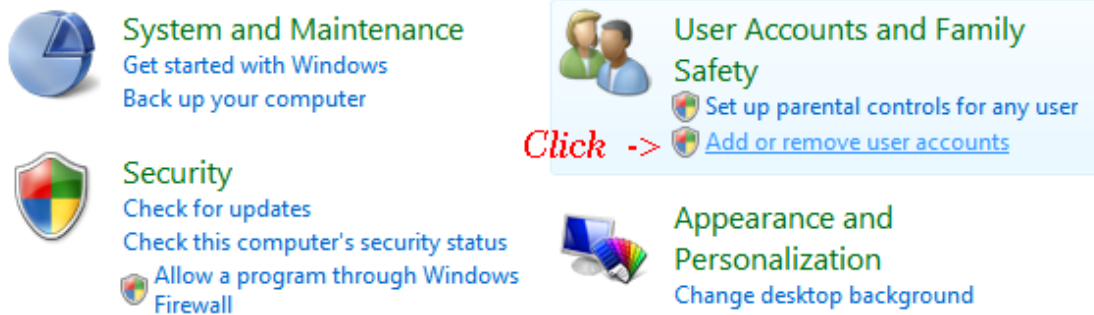 System and Maintenance
Get started with Windows
Back up your computer
Security
Check for updates
Check this computer's security status
Allow a program through Windows
Firewall
User Accounts and Family
Safety
Set up parental controls for any user
Click -> Add or remove user accounts
Appearance and
Personalization
Change desktop background